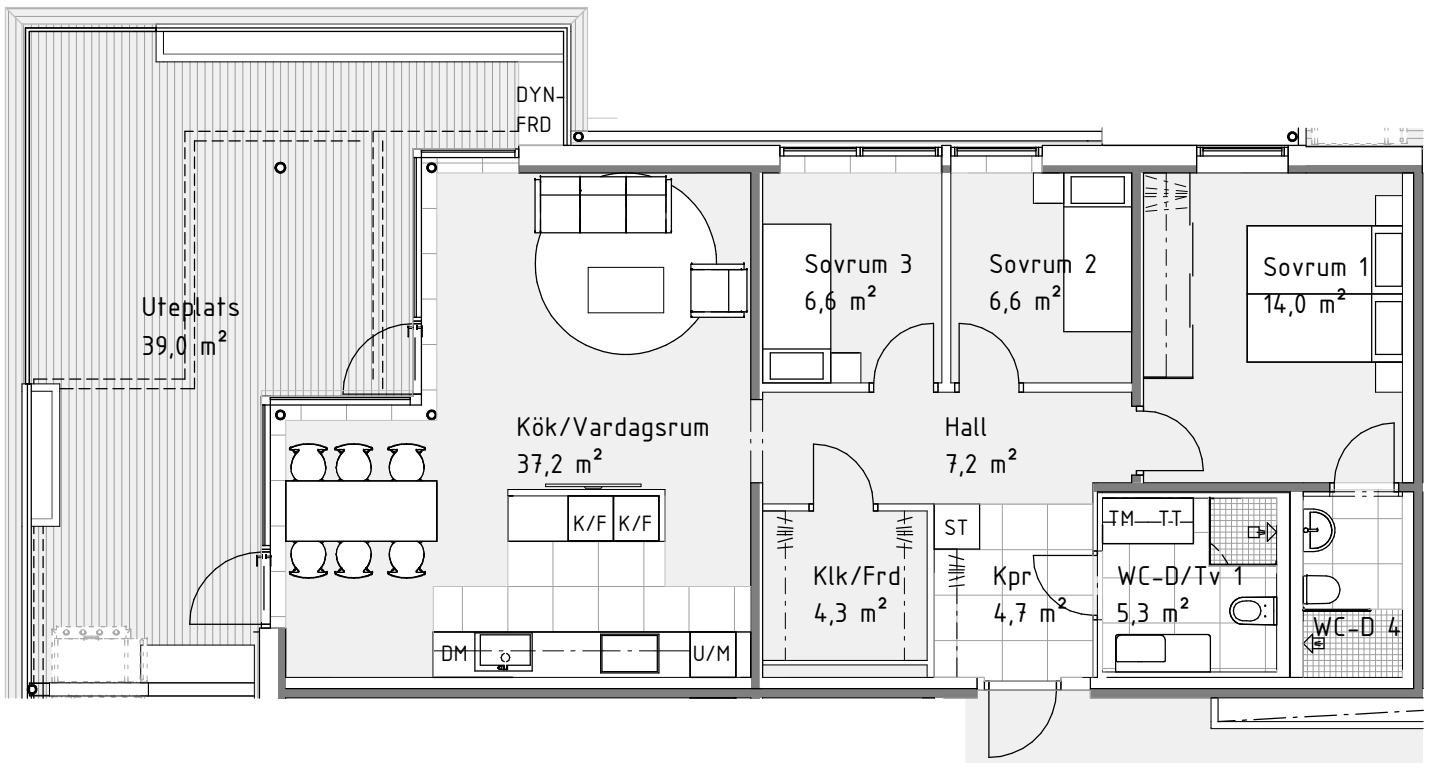 DYN-
FRD
Uteplats
39,0 m²
Kök/Vardagsrum
37,2 m²
K/F K/F
DM
U/M
Sovrum 3
6,6 m²
Sovrum 2
6,6 m²
Sovrum 1
14,0 m²
Hall
7,2 m²
Klk/Frd
4,3 m²
ST
Kpr
4,7 m²
TM TT
WC-D/Tv 1
5,3 m²
WC-D 4